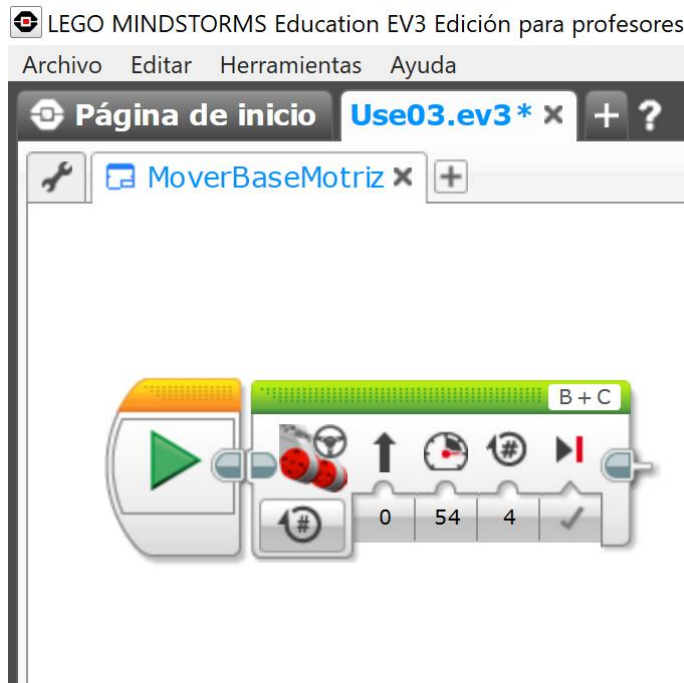 LEGO MINDSTORMS Education EV3 Edición para profesores
Archivo Editar Herramientas Ayuda
Página de inicio Use03.ev3* × + ?
MoverBaseMotriz × +
B + C
#
# 0 54 4